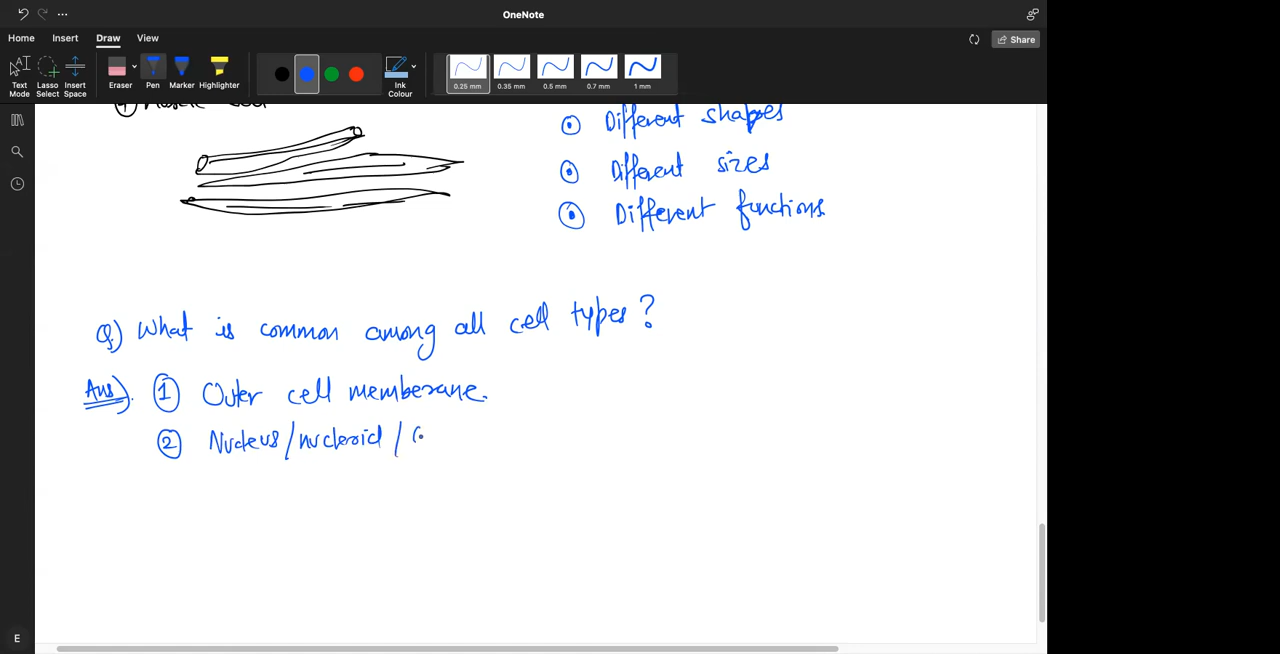 OneNote
Home Insert Draw View
Share
Text Mode
Lasso Select
Insert Space
Eraser
Pen
Marker
Highlighter
Ink Colour
0.25 mm
0.35 mm
0.5 mm
0.7 mm
1 mm
Different shapes
Different sizes
Different functions
Q) What is common among all cell types?
Ans). 1 Outer cell memberane.
2 Nucleus/nucleoid/
E